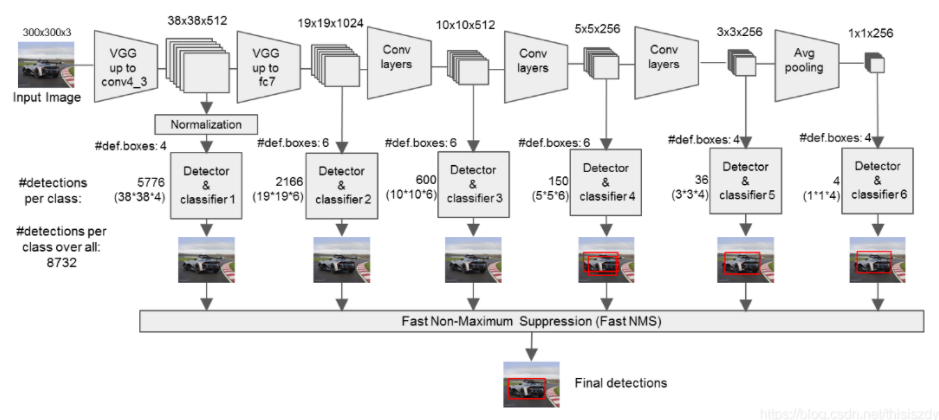 300x300x3
38x38x512
19x19x1024
10x10x512
5x5x256
3x3x256
1x1x256
Input Image
VGG
up to
conv4_3
VGG
up to
fc7
Conv
layers
Conv
layers
Conv
layers
Avg
pooling
Normalization
#def.boxes: 4
#def.boxes: 6
#def.boxes: 6
#def.boxes: 6
#def.boxes: 4
#def.boxes: 4
#detections
per class:
5776
(38*38*4)
Detector
&
classifier 1
2166
(19*19*6)
Detector
&
classifier 2
600
(10*10*6)
Detector
&
classifier 3
150
(5*5*6)
Detector
&
classifier 4
36
(3*3*4)
Detector
&
classifier 5
4
(1*1*4)
Detector
&
classifier 6
#detections per
class over all:
8732
Fast Non-Maximum Suppression (Fast NMS)
Final detections
https://blog.csdn.net/thisiszdy